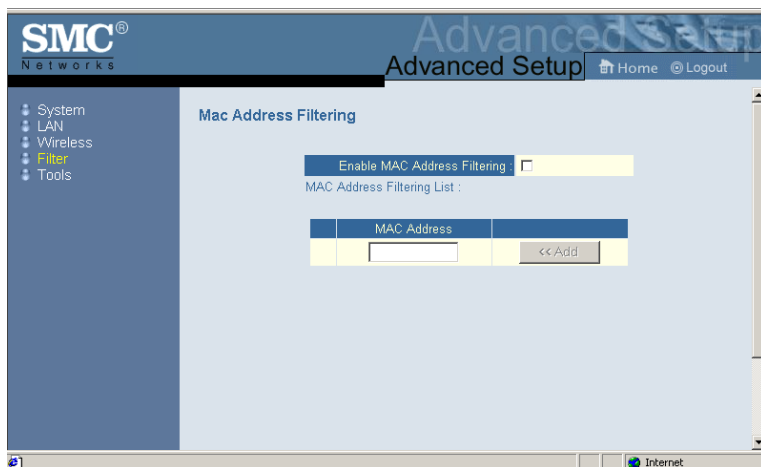 SMC®
Networks
Advanced Setup
Advanced Setup
Home
Logout
System
LAN
Wireless
Filter
Tools
Mac Address Filtering
Enable MAC Address Filtering :
MAC Address Filtering List :
MAC Address
<< Add
Internet